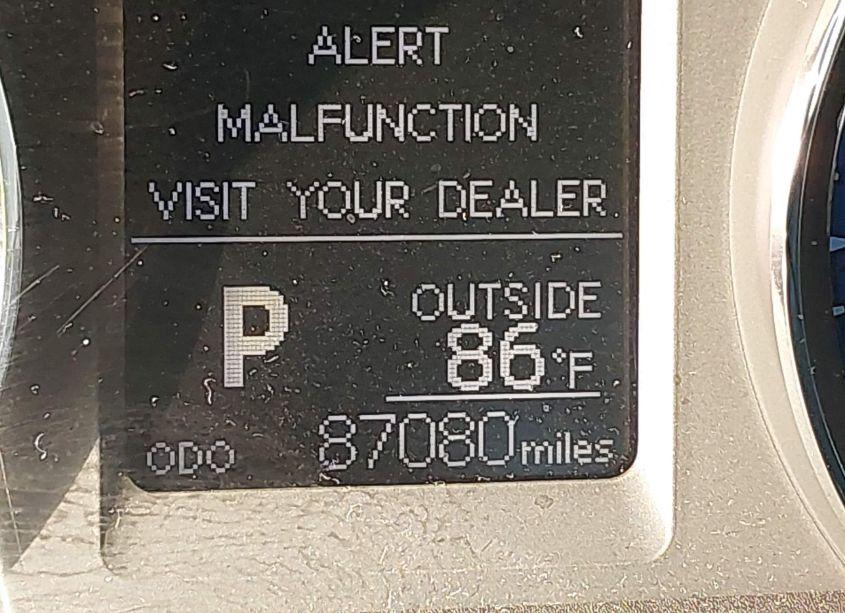 ALERT
MALFUNCTION
VISIT YOUR DEALER
P
OUTSIDE
86°F
ODO 87080 miles